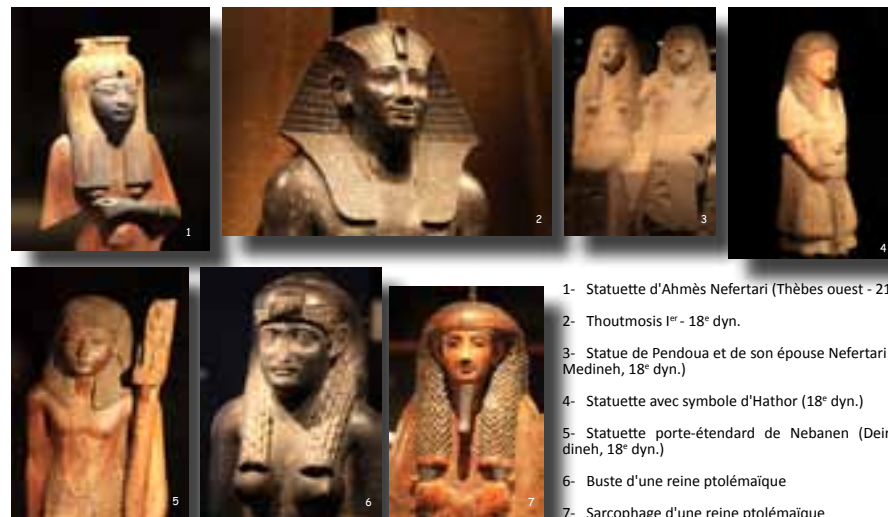 1
2
3
4
5
6
7
1- Statuette d'Ahmès Nefertari (Thèbes ouest - 21
2- Thoutmosis Iᵉʳ - 18ᵉ dyn.
3- Statue de Pendoua et de son épouse Nefertari
Medineh, 18ᵉ dyn.)
4- Statuette avec symbole d'Hathor (18ᵉ dyn.)
5- Statuette porte-étendard de Nebanen (Dein
dineh, 18ᵉ dyn.)
6- Buste d'une reine ptolémaïque
7- Sarcophage d'une reine ptolémaïque